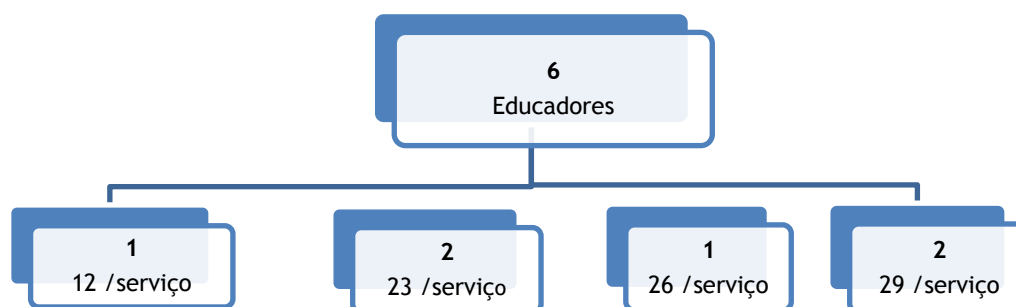 6
Educadores
1
12 /serviço
2
23 /serviço
1
26 /serviço
2
29 /serviço